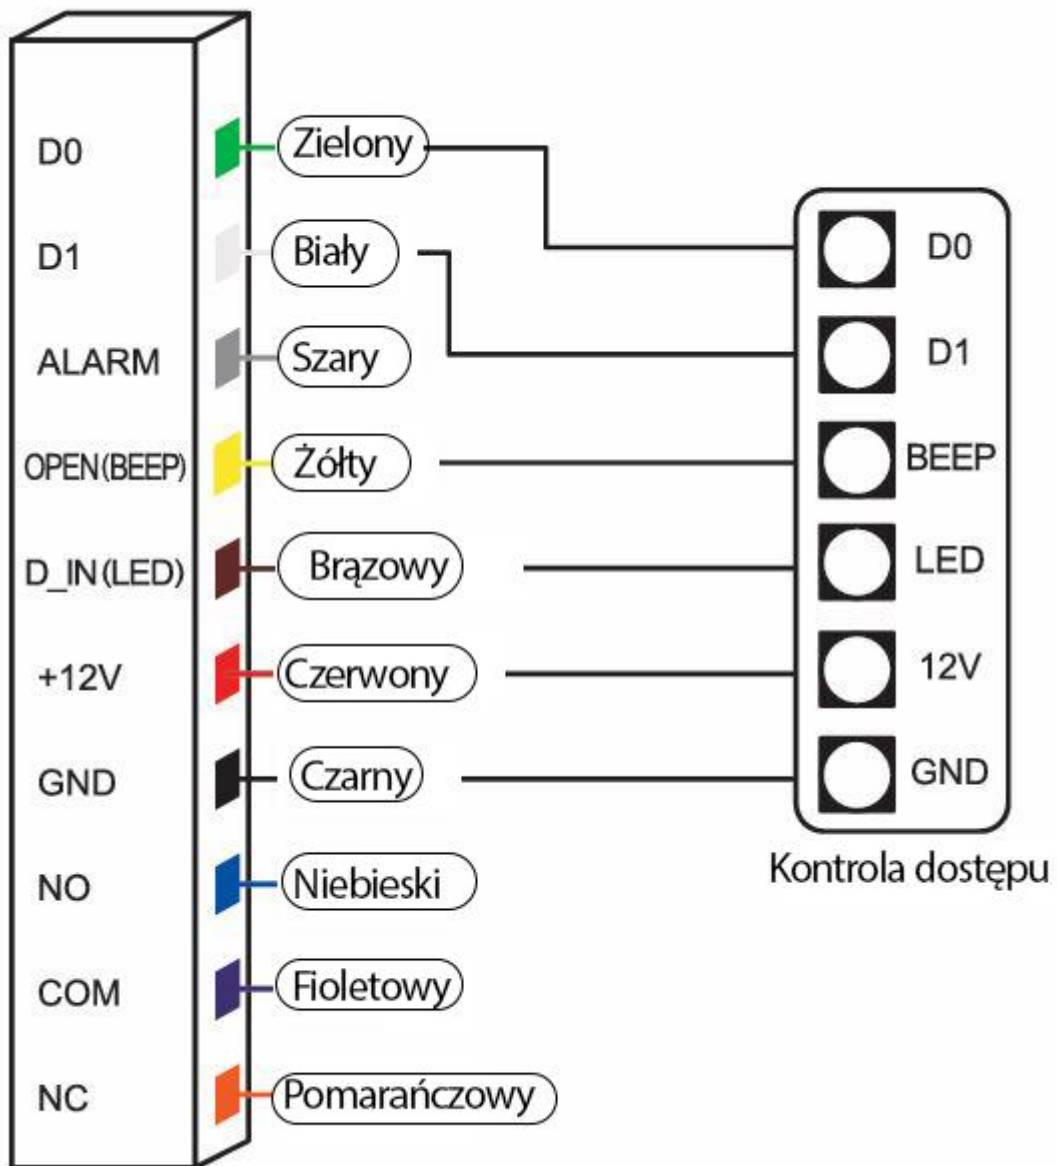 D0
Zielony
D1
Biały
ALARM
Szary
OPEN(BEEP)
Żółty
D_IN(LED)
Brązowy
+12V
Czerwony
GND
Czarny
NO
Niebieski
COM
Fioletowy
NC
Pomarańczowy
D0
D1
BEEP
LED
12V
GND
Kontrola dostępu